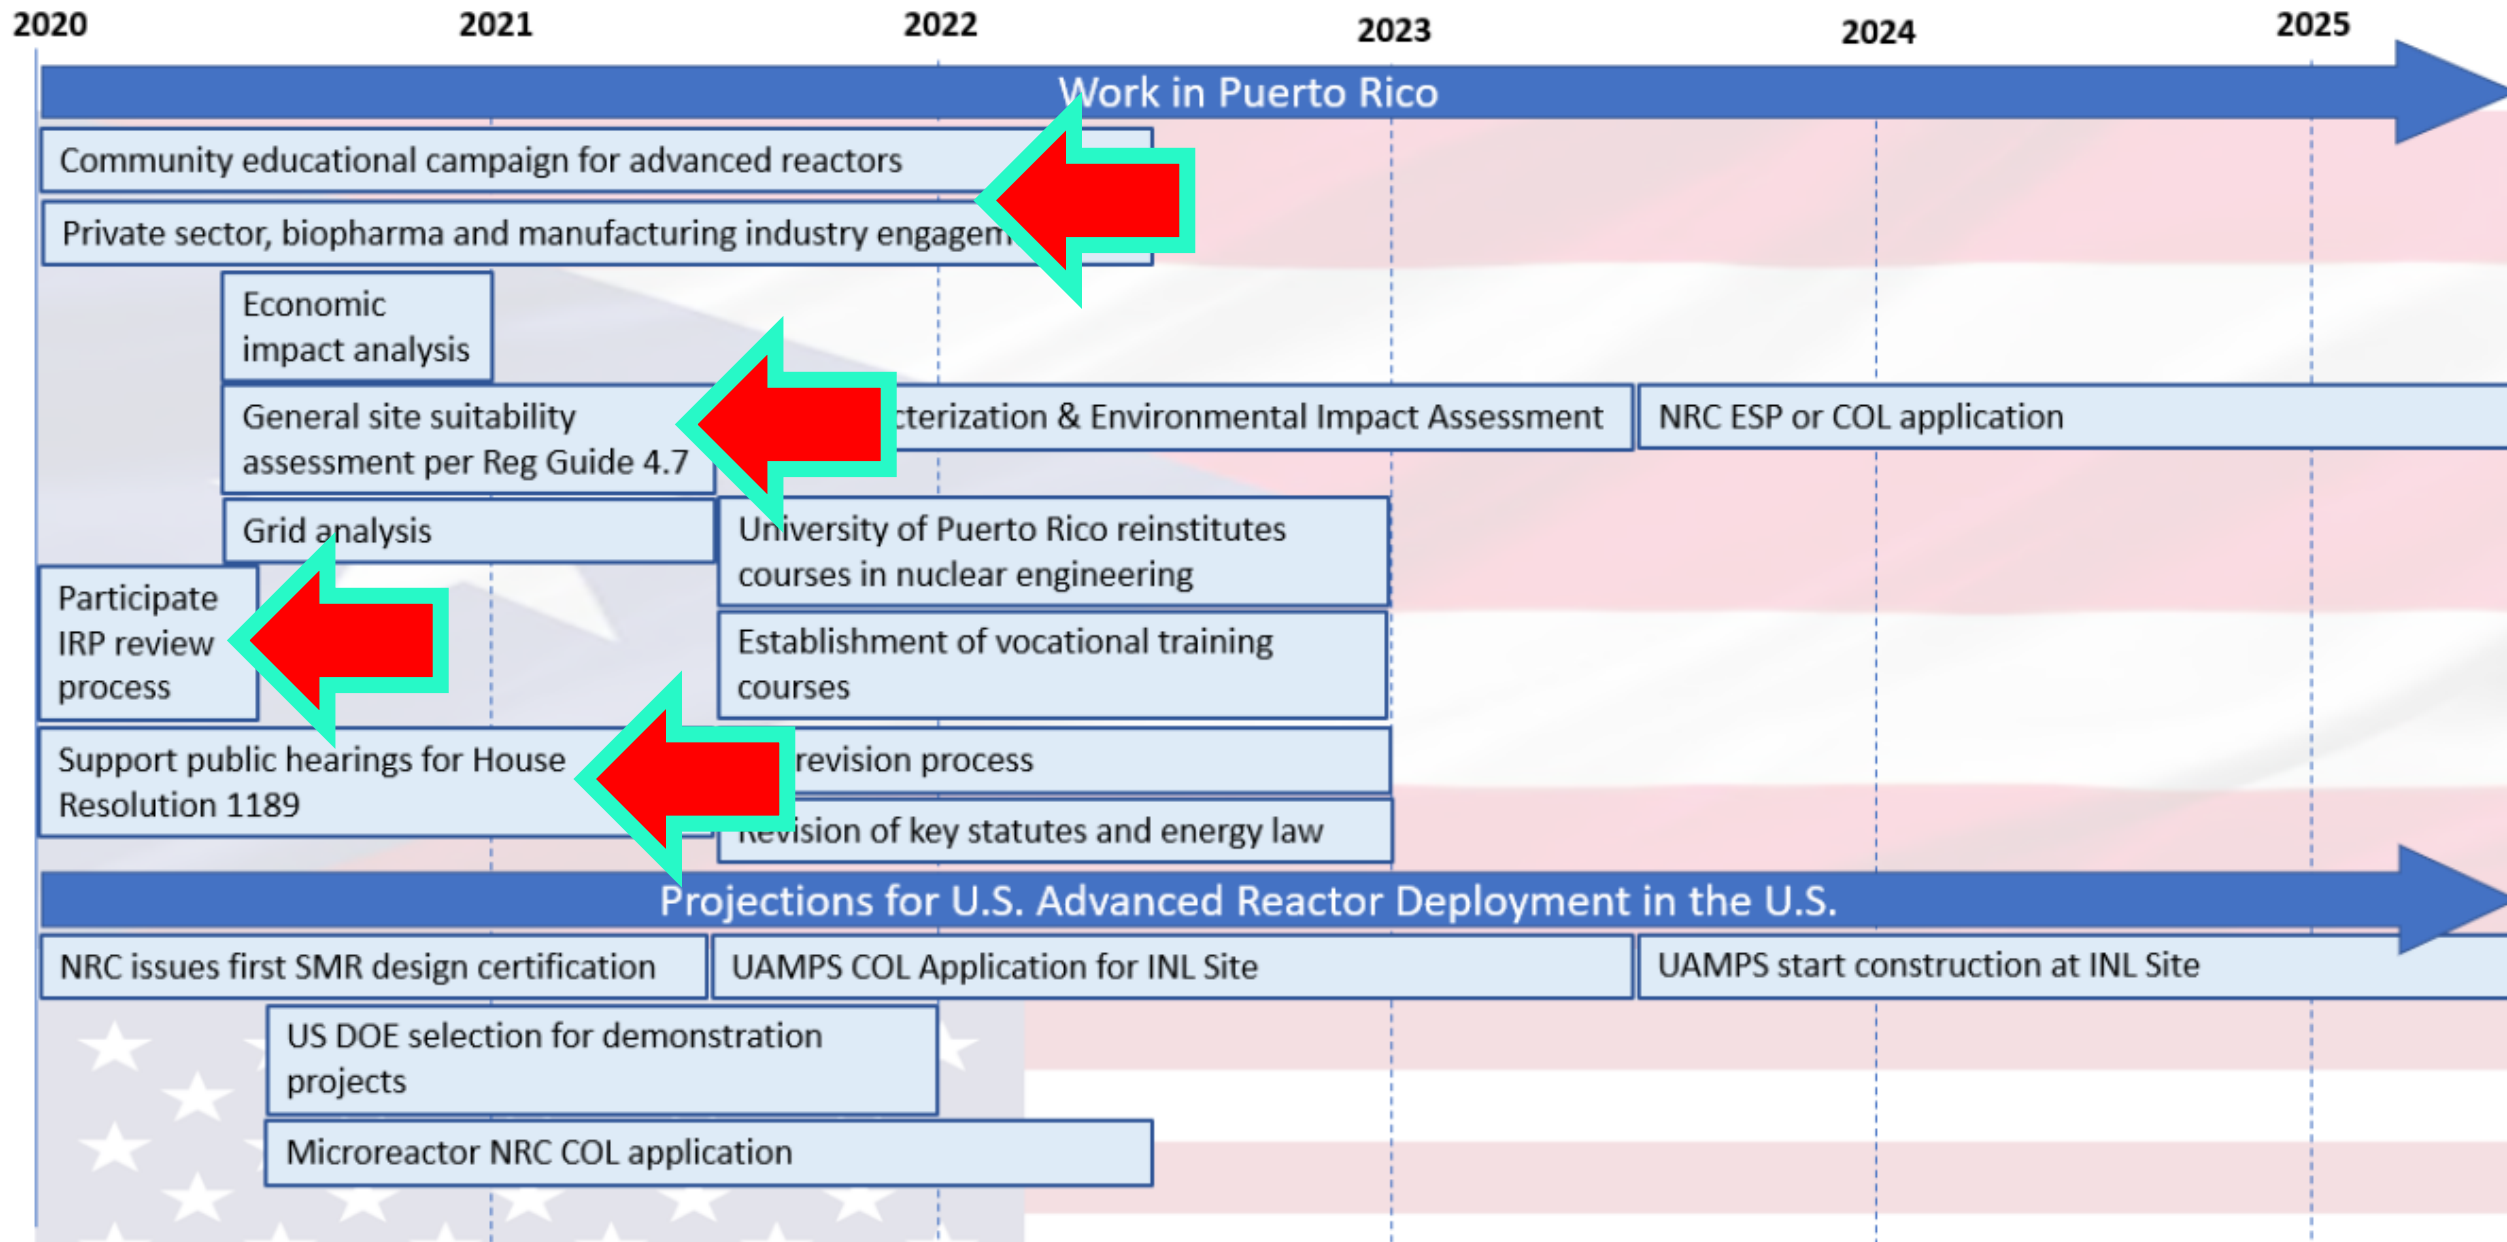 2020 2021 2022 2023 2024 2025
Work in Puerto Rico
Community educational campaign for advanced reactors
Private sector, biopharma and manufacturing industry
Economic
impact analysis
General site suitability
assessment per Reg Guide 4.7
& Environmental Impact Assessment
NRC ESP or COL application
Grid analysis
University of Puerto Rico reinstitutes
courses in nuclear engineering
Participate
IRP review
process
Establishment of vocational training
courses
Support public hearings for House
Resolution 1189
revision process
Revision of key statutes and energy law
Projections for U.S. Advanced Reactor Deployment in the U.S.
NRC issues first SMR design certification
UAMPS COL Application for INL Site
UAMPS start construction at INL Site
US DOE selection for demonstration
projects
Microreactor NRC COL application